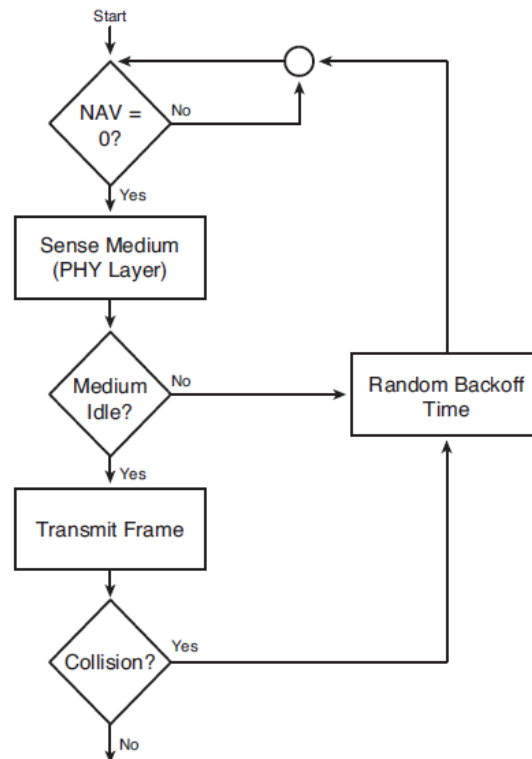 Start
NAV =
0?
No
Yes
Sense Medium
(PHY Layer)
Medium
Idle?
No
Random Backoff
Time
Yes
Transmit Frame
Collision?
Yes
No